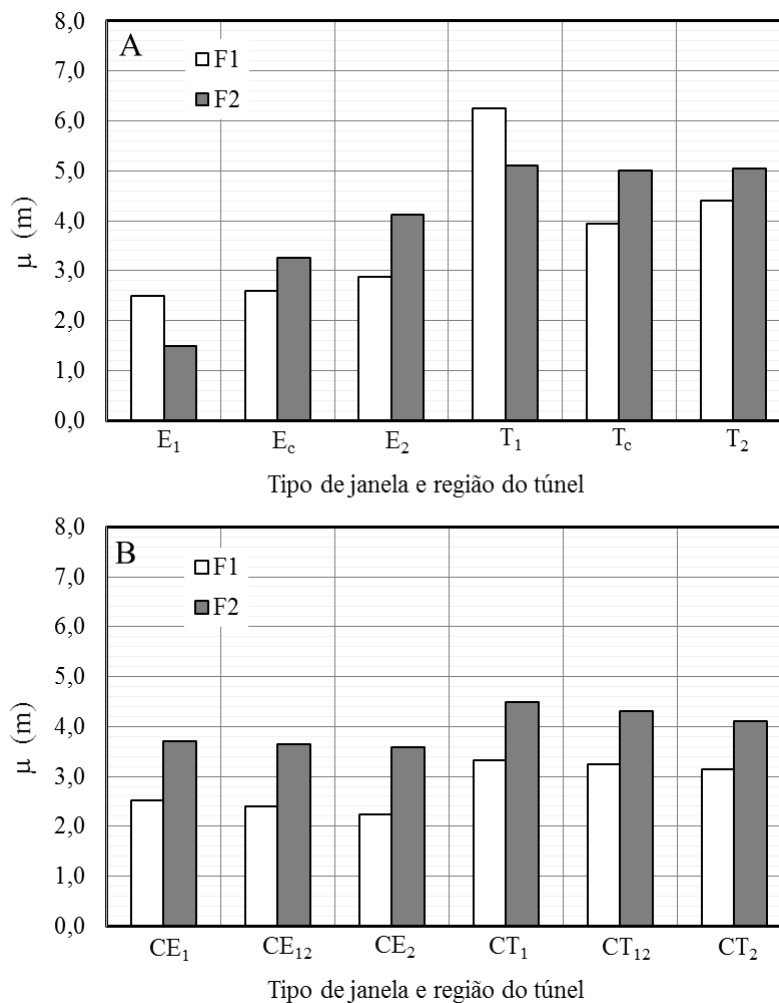 A
F1
F2
8,0
7,0
6,0
5,0
4,0
3,0
2,0
1,0
0,0
μ (m)
E1 Ec E2 T1 Tc T2
Tipo de janela e região do túnel
B
F1
F2
8,0
7,0
6,0
5,0
4,0
3,0
2,0
1,0
0,0
μ (m)
CE1 CE12 CE2 CT1 CT12 CT2
Tipo de janela e região do túnel